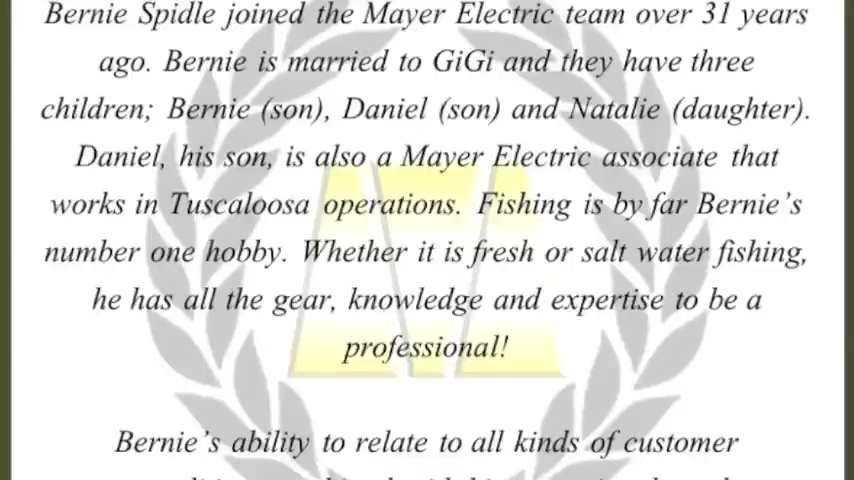 Bernie Spidle joined the Mayer Electric team over 31 years
ago. Bernie is married to GiGi and they have three
children; Bernie (son), Daniel (son) and Natalie (daughter).
Daniel, his son, is also a Mayer Electric associate that
works in Tuscaloosa operations. Fishing is by far Bernie's
number one hobby. Whether it is fresh or salt water fishing,
he has all the gear, knowledge and expertise to be a
professional!
Bernie's ability to relate to all kinds of customer